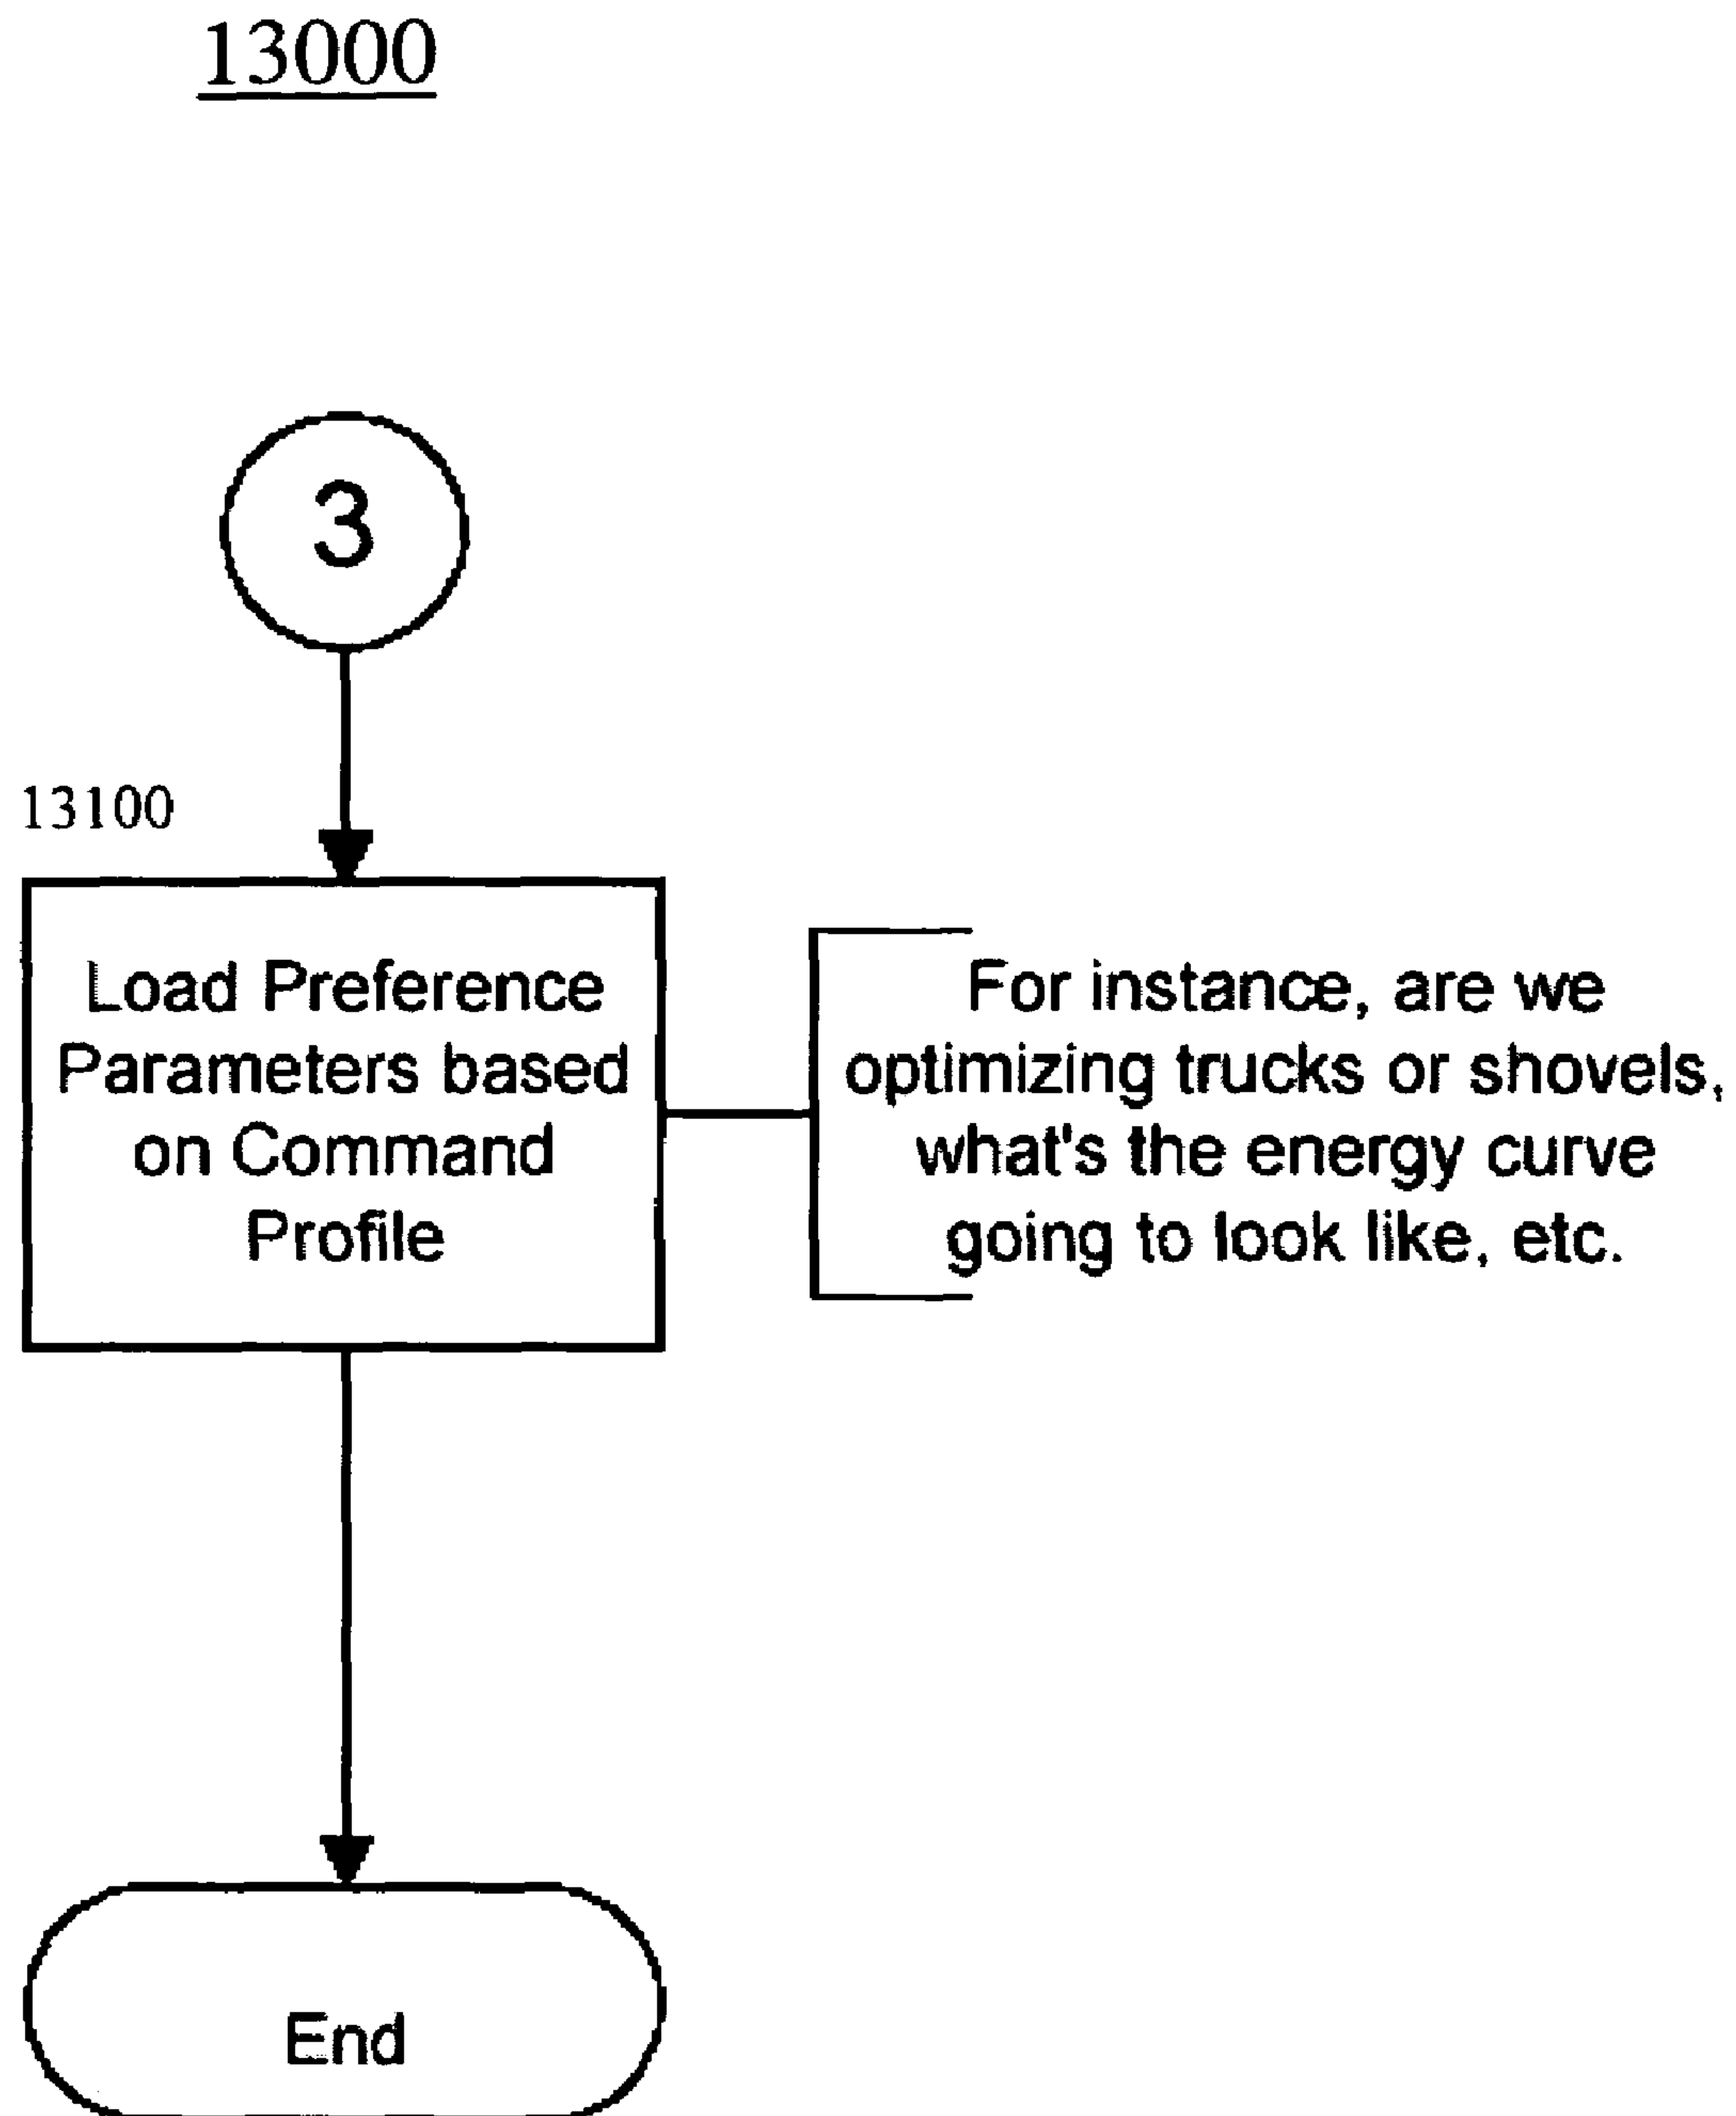 13000
3
13100
Load Preference
Parameters based
on Command
Profile
For instance, are we
optimizing trucks or shovels,
what's the energy curve
going to look like, etc.
End